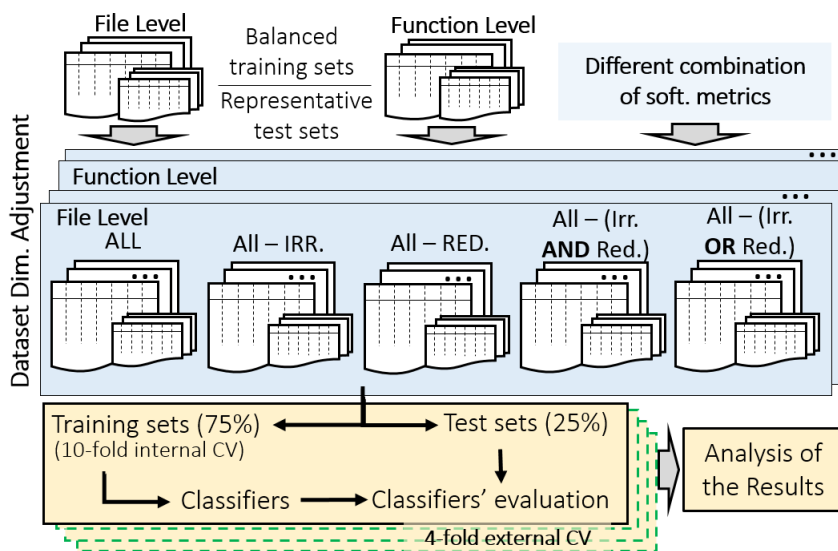 File Level
Balanced
training sets
Representative
test sets
Function Level
Different combination
of soft. metrics
Dataset Dim. Adjustment
Function Level
File Level
ALL
All – IRR.
All – RED.
All – (Irr.
AND Red.)
All – (Irr.
OR Red.)
Training sets (75%)
(10-fold internal CV)
Test sets (25%)
Classifiers
Classifiers’ evaluation
4-fold external CV
Analysis of
the Results